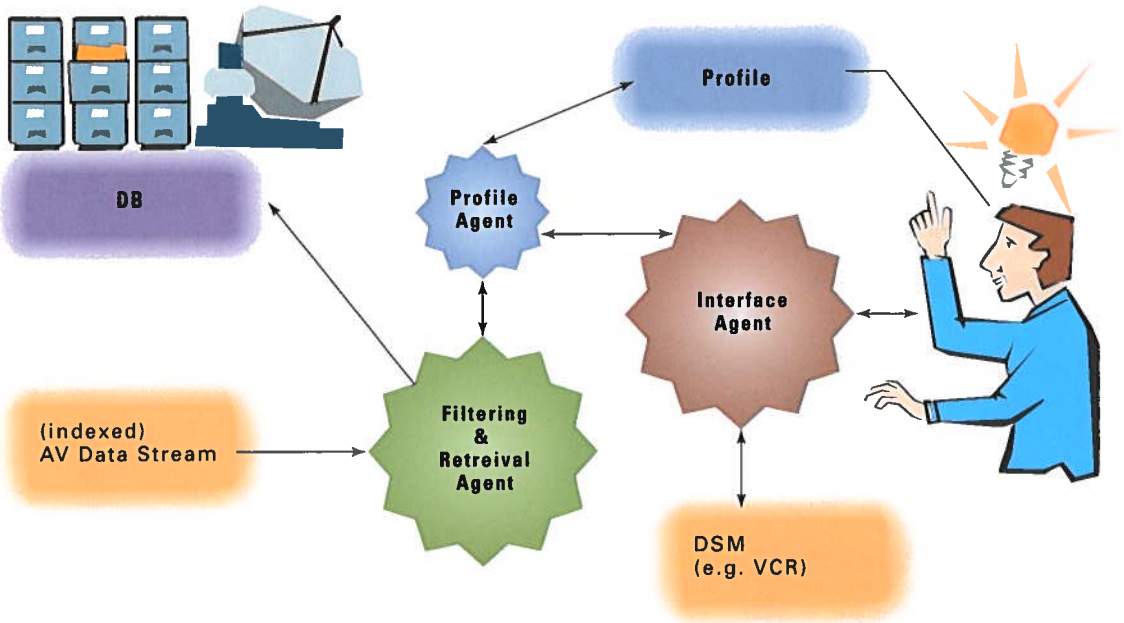 Profile
DB
Profile
Agent
Interface
Agent
Filtering
&
Retreival
Agent
(indexed)
AV Data Stream
DSM
(e.g. VCR)